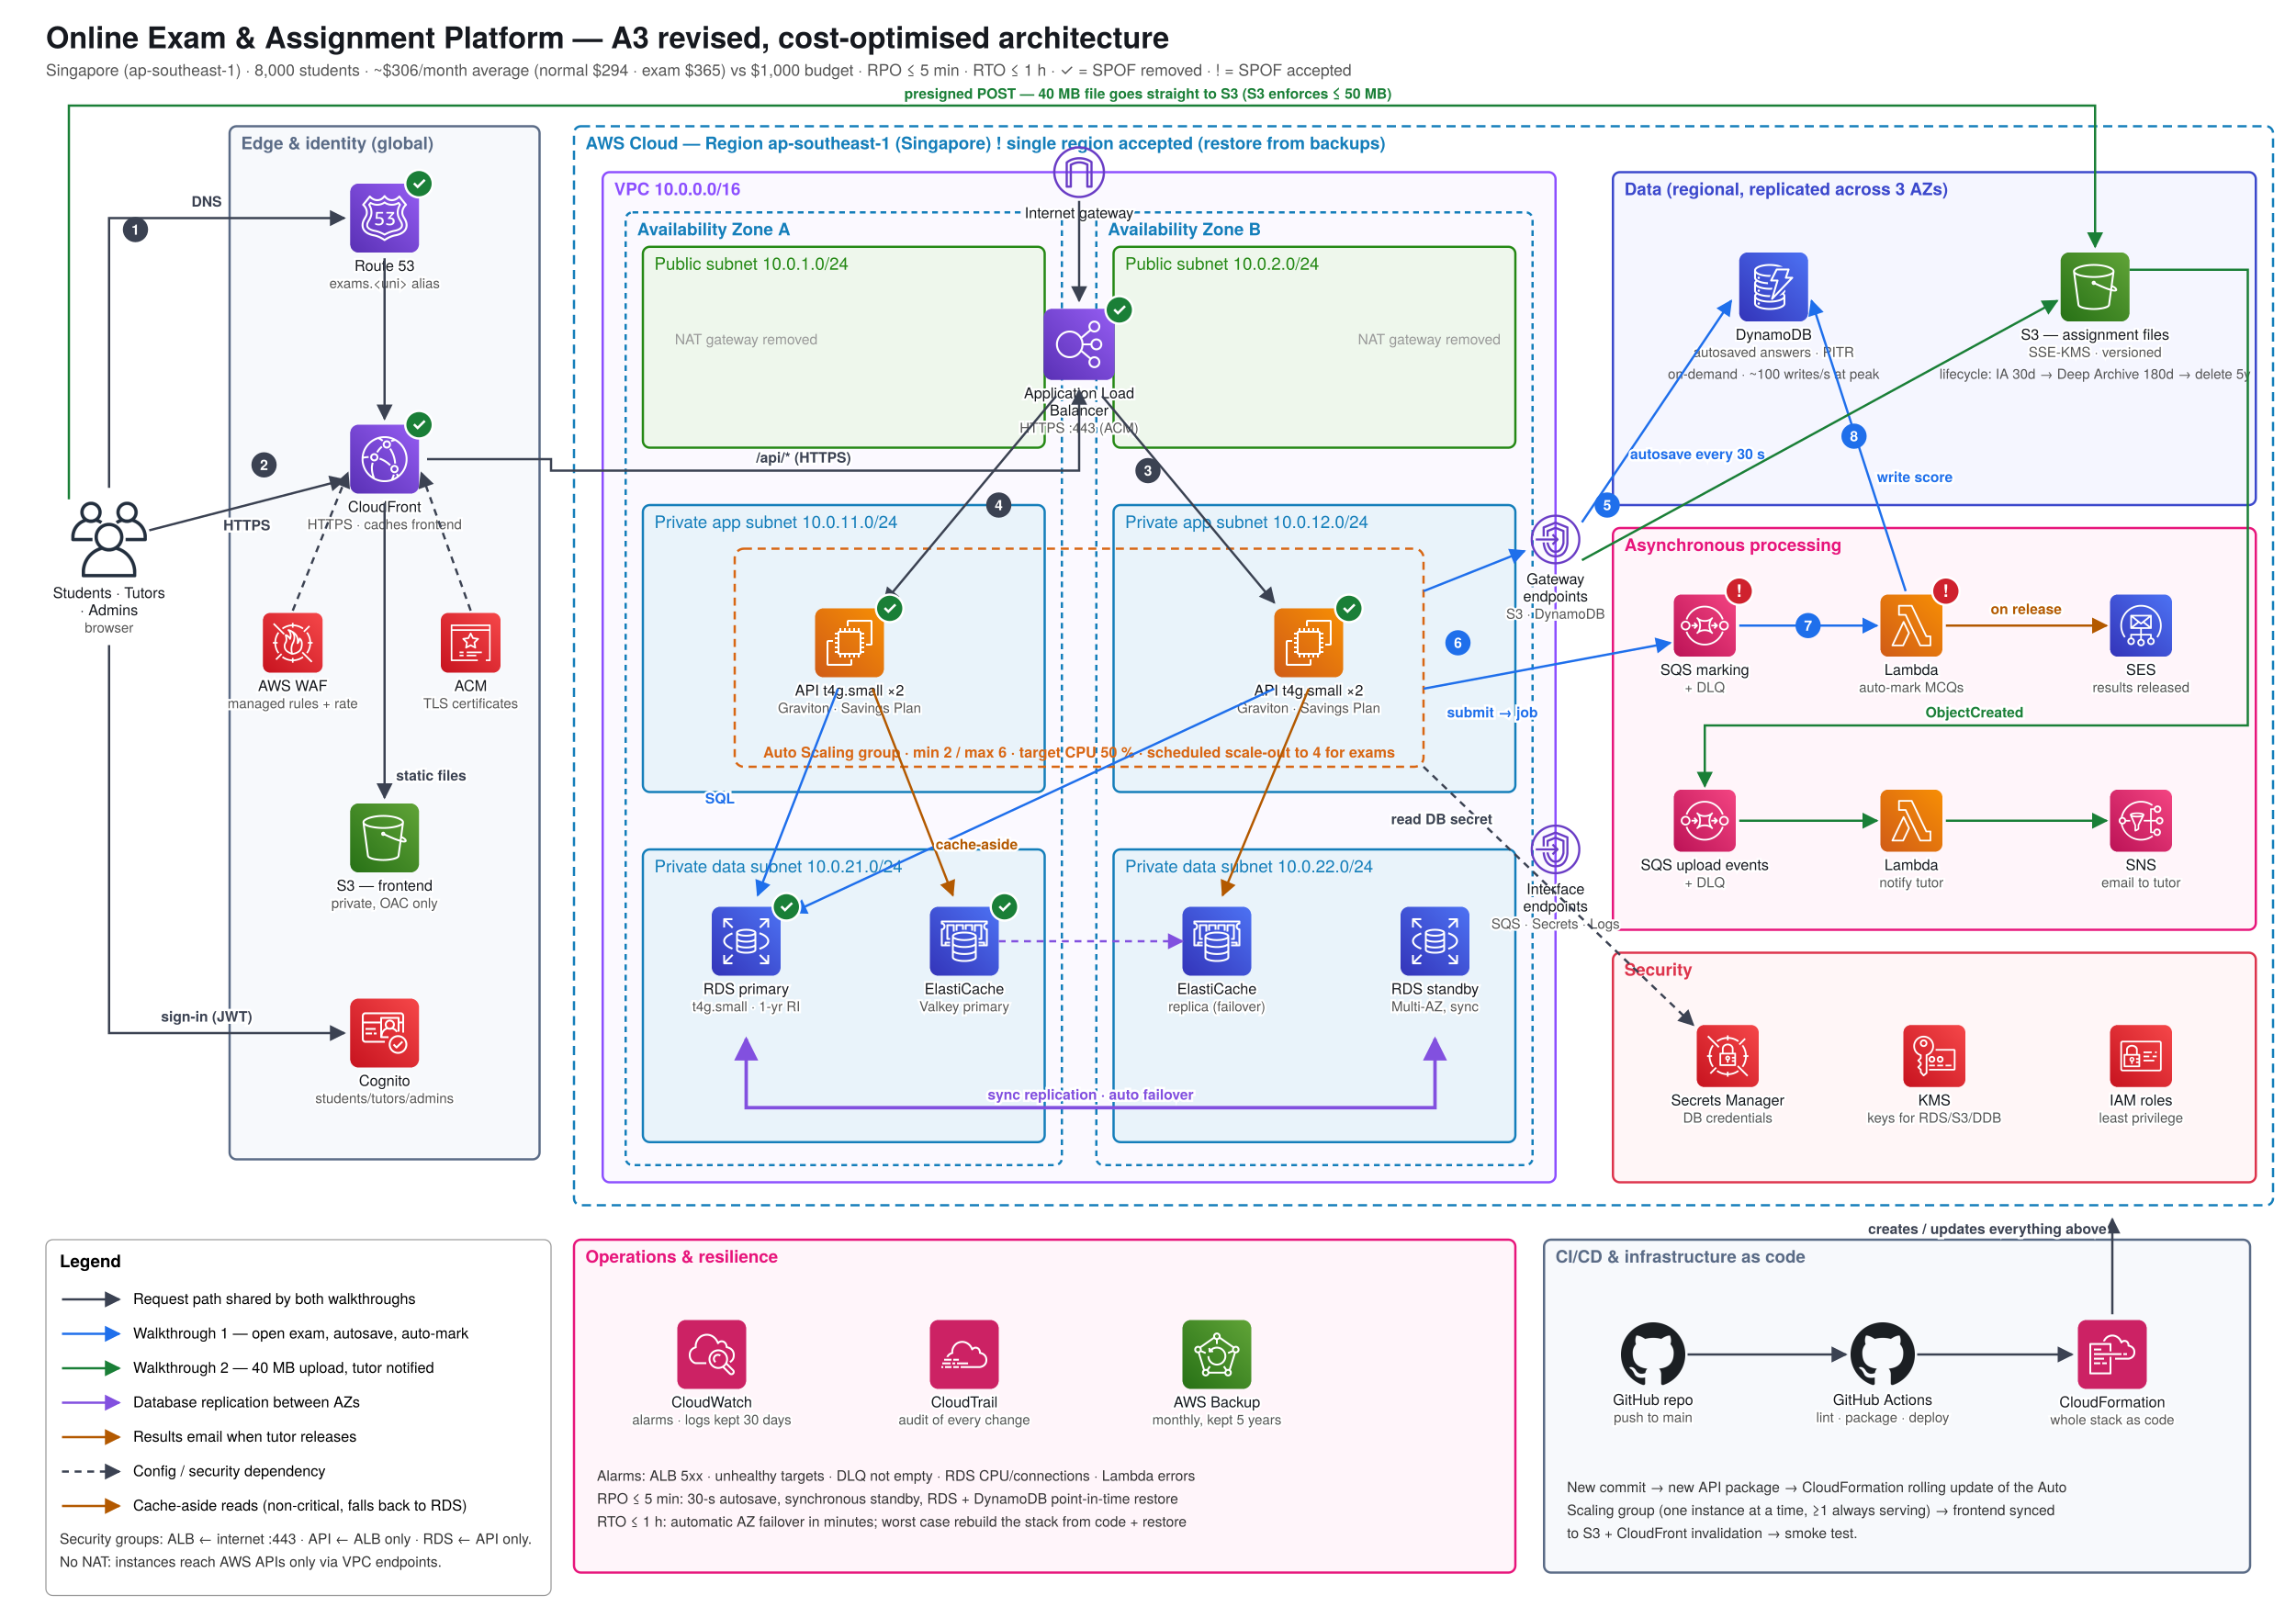 Online Exam & Assignment Platform — A3 revised, cost-optimised architecture
Singapore (ap-southeast-1) · 8,000 students · ~$306/month average (normal $294 · exam $365) vs $1,000 budget · RPO ≤ 5 min · RTO ≤ 1 h · ✓ = SPOF removed · ! = SPOF accepted
presigned POST — 40 MB file goes straight to S3 (S3 enforces ≤ 50 MB)
Edge & identity (global)
DNS
1
53
Route 53
exams.<uni> alias
2
HTTPS
CloudFront
HTTPS · caches frontend
Students · Tutors
· Admins
browser
AWS WAF
managed rules + rate
ACM
TLS certificates
static files
S3 — frontend
private, OAC only
sign-in (JWT)
Cognito
students/tutors/admins
AWS Cloud — Region ap-southeast-1 (Singapore) ! single region accepted (restore from backups)
VPC 10.0.0.0/16
Internet gateway
Availability Zone A
Availability Zone B
Public subnet 10.0.1.0/24
Public subnet 10.0.2.0/24
NAT gateway removed
NAT gateway removed
Application Load
Balancer
HTTPS :443 (ACM)
/api/* (HTTPS)
3
4
Private app subnet 10.0.11.0/24
Private app subnet 10.0.12.0/24
API t4g.small ×2
Graviton · Savings Plan
API t4g.small ×2
Graviton · Savings Plan
Auto Scaling group · min 2 / max 6 · target CPU 50 % · scheduled scale-out to 4 for exams
SQL
cache-aside
read DB secret
Private data subnet 10.0.21.0/24
Private data subnet 10.0.22.0/24
RDS primary
t4g.small · 1-yr RI
ElastiCache
Valkey primary
ElastiCache
replica (failover)
RDS standby
Multi-AZ, sync
sync replication · auto failover
Gateway
endpoints
S3 · DynamoDB
6
submit → job
Interface
endpoints
SQS · Secrets · Logs
Data (regional, replicated across 3 AZs)
DynamoDB
autosaved answers · PITR
on-demand · ~100 writes/s at peak
S3 — assignment files
SSE-KMS · versioned
lifecycle: IA 30d → Deep Archive 180d → delete 5y
8
autosave every 30 s
write score
5
Asynchronous processing
!
!
7
on release
SQS marking
+ DLQ
Lambda
auto-mark MCQs
SES
results released
ObjectCreated
SQS upload events
+ DLQ
Lambda
notify tutor
SNS
email to tutor
Security
Secrets Manager
DB credentials
KMS
keys for RDS/S3/DDB
IAM roles
least privilege
creates / updates everything above
Legend
Request path shared by both walkthroughs
Walkthrough 1 — open exam, autosave, auto-mark
Walkthrough 2 — 40 MB upload, tutor notified
Database replication between AZs
Results email when tutor releases
Config / security dependency
Cache-aside reads (non-critical, falls back to RDS)
Security groups: ALB ← internet :443 · API ← ALB only · RDS ← API only.
No NAT: instances reach AWS APIs only via VPC endpoints.
Operations & resilience
CloudWatch
alarms · logs kept 30 days
CloudTrail
audit of every change
AWS Backup
monthly, kept 5 years
Alarms: ALB 5xx · unhealthy targets · DLQ not empty · RDS CPU/connections · Lambda errors
RPO ≤ 5 min: 30-s autosave, synchronous standby, RDS + DynamoDB point-in-time restore
RTO ≤ 1 h: automatic AZ failover in minutes; worst case rebuild the stack from code + restore
CI/CD & infrastructure as code
GitHub repo
push to main
GitHub Actions
lint · package · deploy
CloudFormation
whole stack as code
New commit → new API package → CloudFormation rolling update of the Auto
Scaling group (one instance at a time, ≥1 always serving) → frontend synced
to S3 + CloudFront invalidation → smoke test.